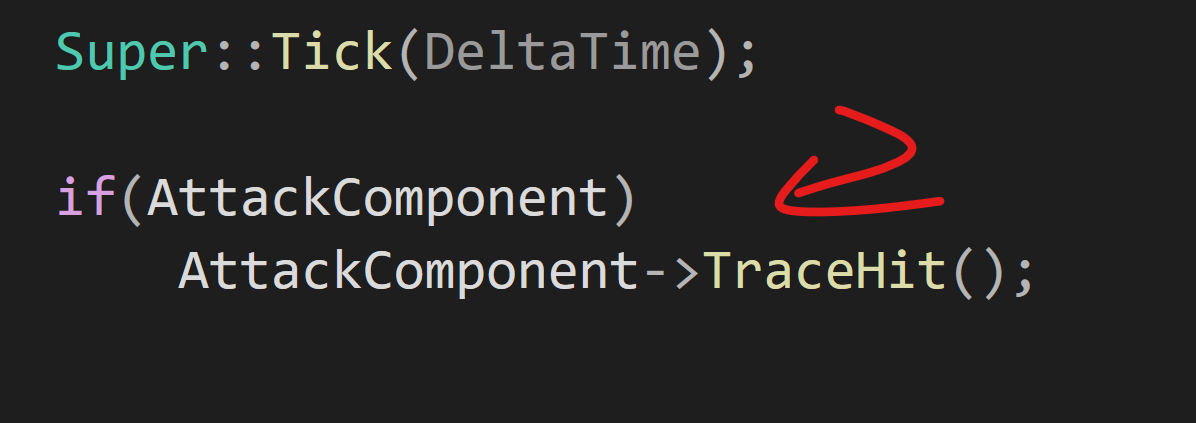 Super::Tick(DeltaTime);
if(AttackComponent)
AttackComponent->TraceHit();